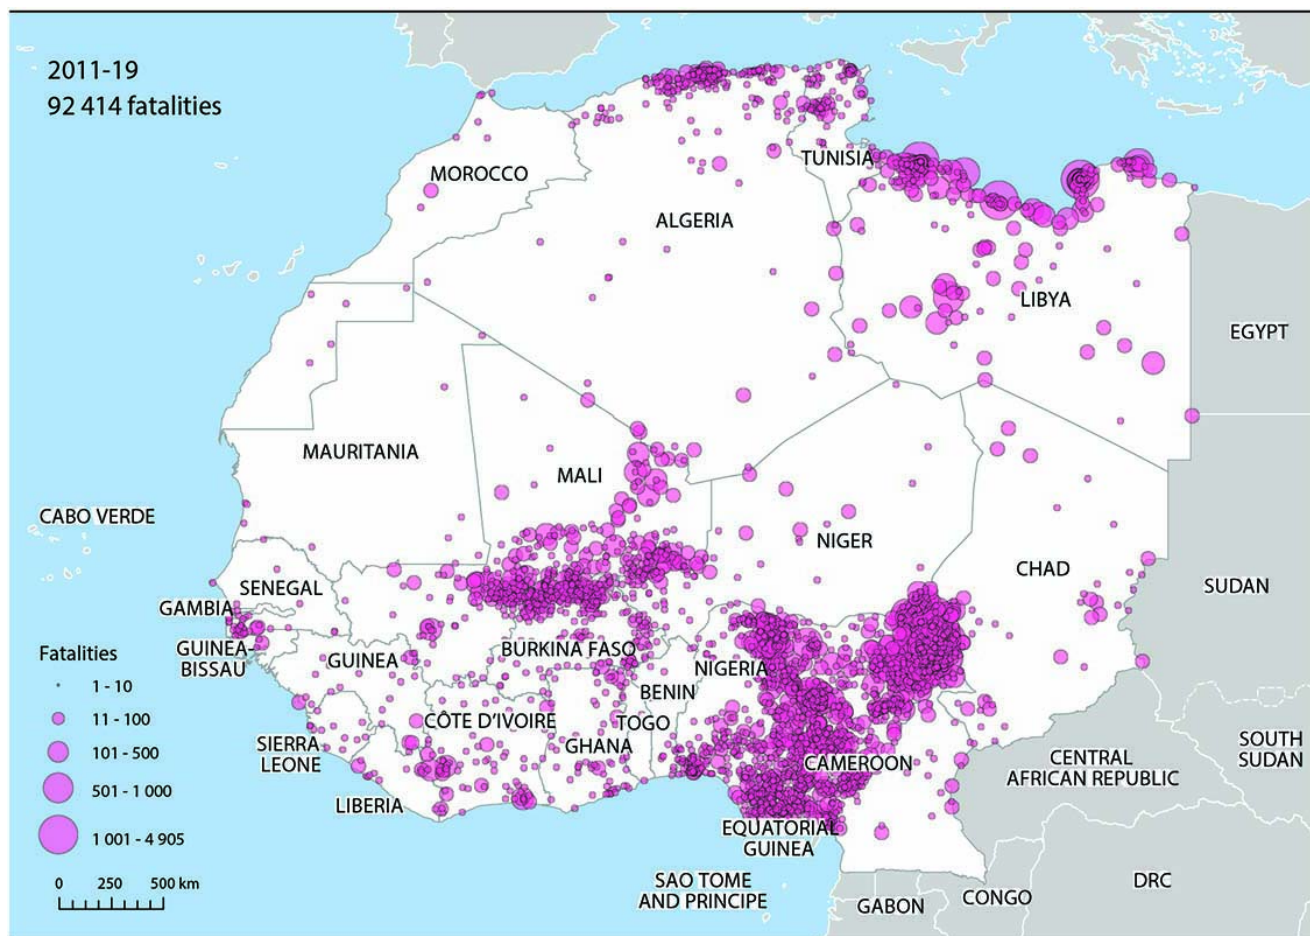 2011-19
92 414 fatalities
MOROCCO
TUNISIA
ALGERIA
LIBYA
EGYPT
MAURITANIA
MALI
CABO VERDE
NIGER
CHAD
SENEGAL
SUDAN
GAMBIA
GUINEA-
BISSAU
GUINEA
BURKINA FASO
NIGERIA
BENIN
CÔTE D'IVOIRE
TOGO
GHANA
SIERRA
LEONE
LIBERIA
CAMEROON
CENTRAL
AFRICAN REPUBLIC
SOUTH
SUDAN
EQUATORIAL
GUINEA
SAO TOME
AND PRINCIPE
GABON
CONGO
DRC
Fatalities
1 - 10
11 - 100
101 - 500
501 - 1 000
1 001 - 4 905
0 250 500 km